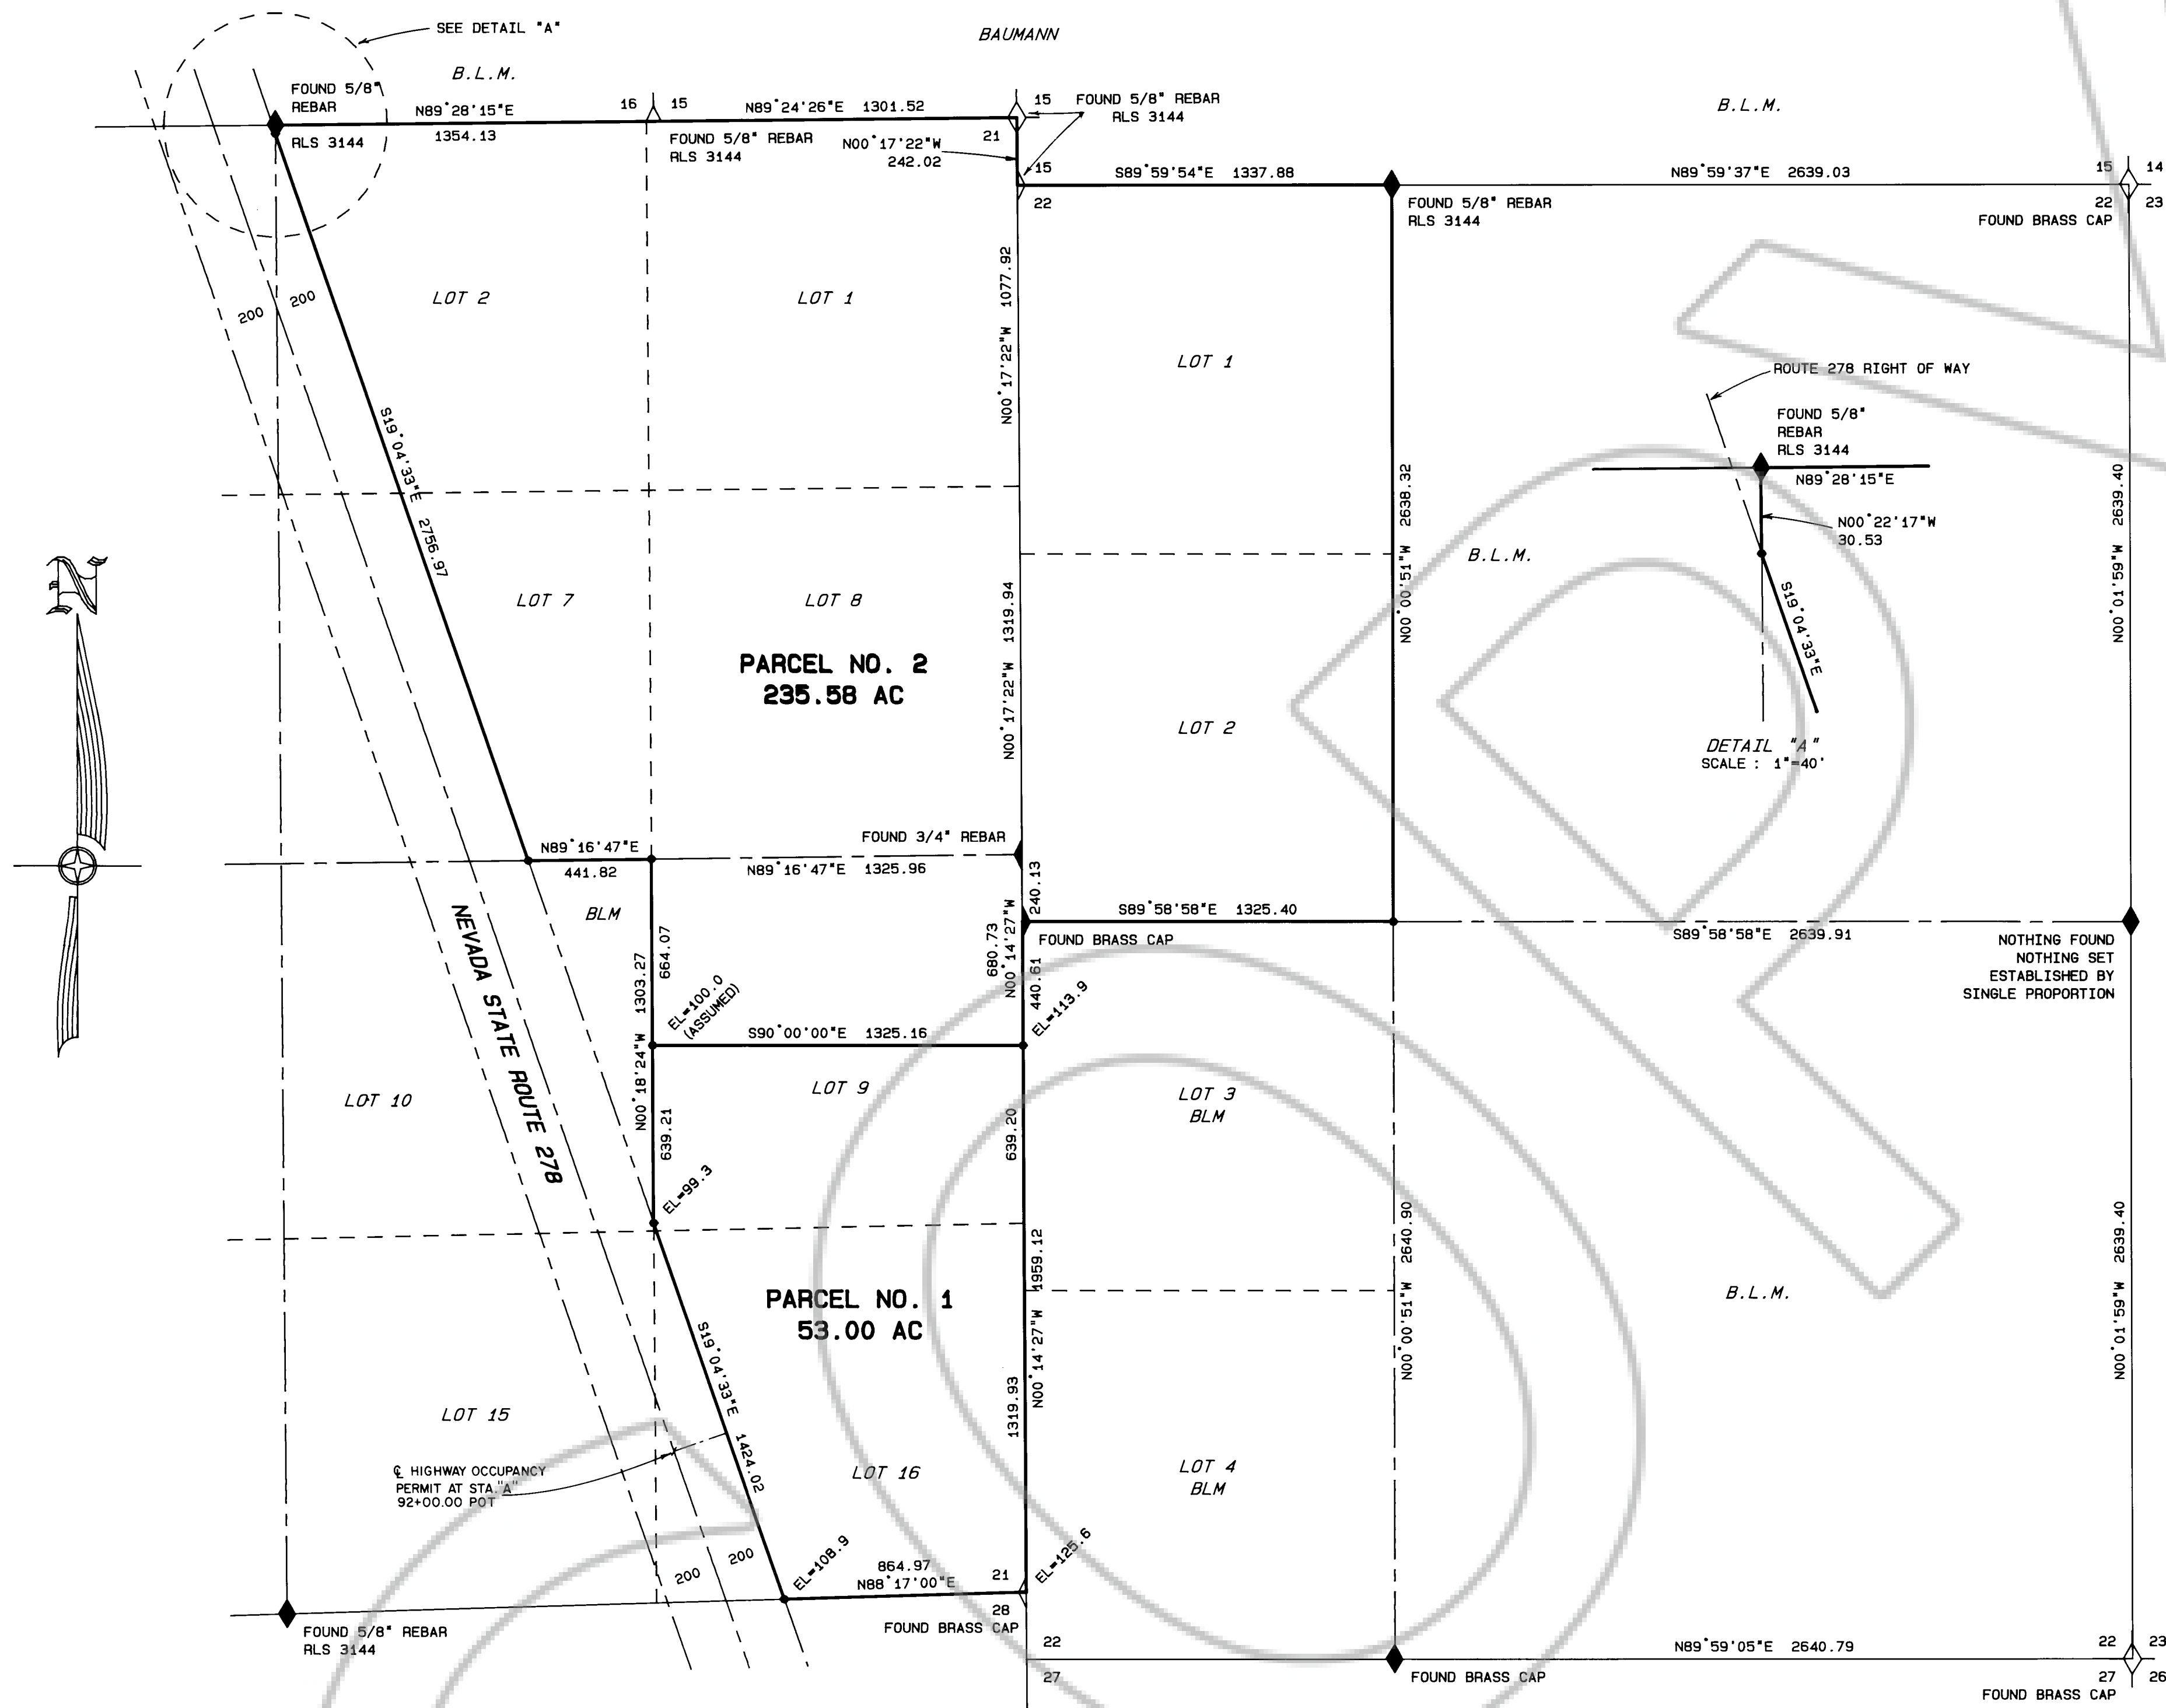 SEE DETAIL "A"
BAUMANN
B.L.M.
B.L.M.
FOUND 5/8"
REBAR
RLS 3144
N89°28'15"E
1354.13
16
15
N89°24'26"E 1301.52
FOUND 5/8" REBAR
RLS 3144
15
21
FOUND 5/8" REBAR
RLS 3144
N00°17'22"W
242.02
15
22
S89°59'54"E 1337.88
FOUND 5/8" REBAR
RLS 3144
N89°59'37"E 2639.03
15
14
22
23
FOUND BRASS CAP
200
200
LOT 2
LOT 1
N00°17'22"W 1077.92
LOT 1
ROUTE 278 RIGHT OF WAY
FOUND 5/8"
REBAR
RLS 3144
N89°28'15"E
N00°22'17"W
30.53
S19°04'33"E
DETAIL "A"
SCALE : 1"=40'
S19°04'33"E 2756.97
N00°00'51"W 2638.32
B.L.M.
N00°01'59"W 2639.40
N
LOT 7
LOT 8
N00°17'22"W 1319.94
PARCEL NO. 2
235.58 AC
LOT 2
FOUND 3/4" REBAR
N89°16'47"E
441.82
N89°16'47"E 1325.96
BLM
240.13
S89°58'58"E 1325.40
FOUND BRASS CAP
S89°58'58"E 2639.91
NOTHING FOUND
NOTHING SET
ESTABLISHED BY
SINGLE PROPORTION
NEVADA STATE ROUTE 278
N00°18'24"W 1303.27
664.07
EL=100.0
(ASSUMED)
680.73
N00°14'27"W
440.61
EL=113.9
S90°00'00"E 1325.16
LOT 10
LOT 9
LOT 3
BLM
639.21
639.20
EL=99.3
N00°14'27"W 1959.12
N00°00'51"W 2640.90
N00°01'59"W 2639.40
B.L.M.
PARCEL NO. 1
53.00 AC
S19°04'33"E 1424.02
1319.93
LOT 15
LOT 16
LOT 4
BLM
℄ HIGHWAY OCCUPANCY
PERMIT AT STA."A"
92+00.00 POT
200
200
EL=108.9
864.97
N88°17'00"E
21
28
EL=125.6
FOUND BRASS CAP
FOUND 5/8" REBAR
RLS 3144
22
27
FOUND BRASS CAP
N89°59'05"E 2640.79
22
23
27
26
FOUND BRASS CAP